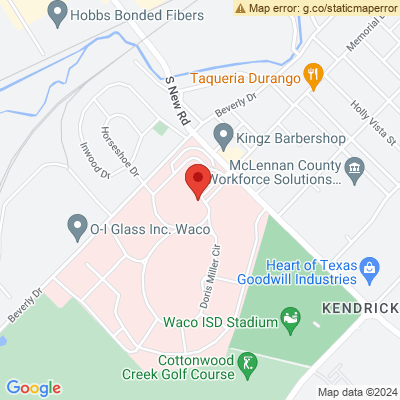 Map error: g.co/staticmaperror
Hobbs Bonded Fibers
Memorial D
S New Rd
Taqueria Durango
Beverly Dr
Holly Vista St
Horseshoe Dr
Kingz Barbershop
Inwood Dr
McLennan County
Workforce Solutions...
O-I Glass Inc. Waco
Doris Miller Cir
Heart of Texas
Goodwill Industries
Beverly Dr
KENDRICK
Waco ISD Stadium
Cottonwood
Creek Golf Course
Google
Map data ©2024